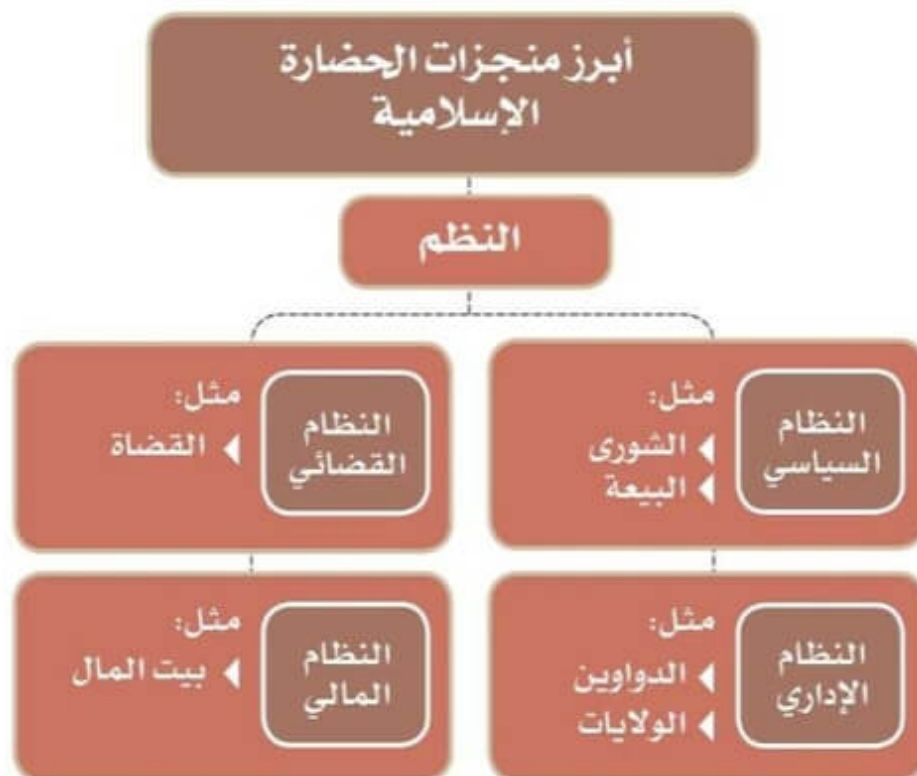 أبرز منجزات الحضارة
الإسلامية
النظم
النظام
السياسي
مثل:
الشورى
البيعة
النظام
القضائي
مثل:
القضاة
النظام
الإداري
مثل:
الدواوين
الولايات
النظام
المالي
مثل:
بيت المال